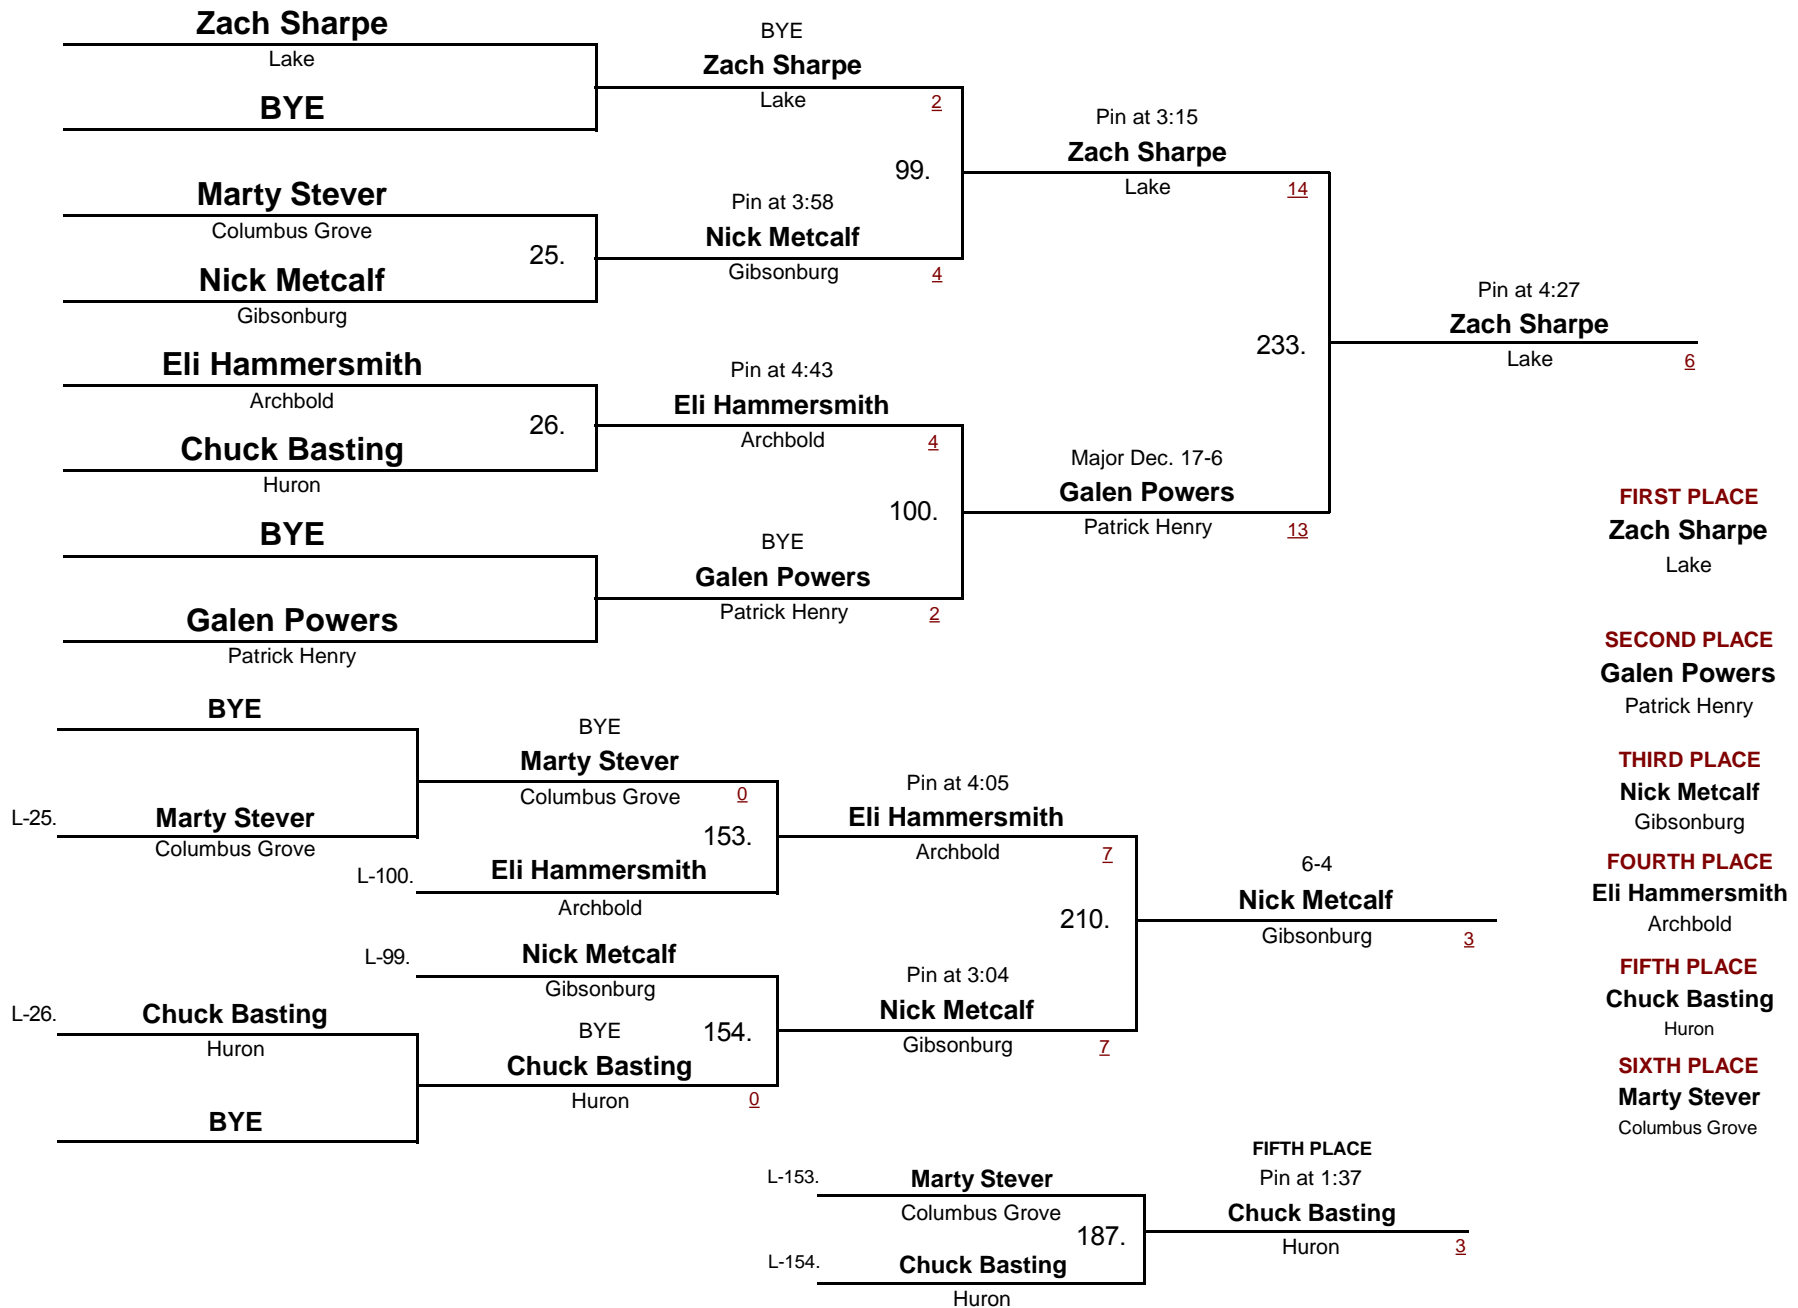 Zach Sharpe
Lake
BYE
Marty Stever
Columbus Grove
25.
Nick Metcalf
Gibsonburg
Eli Hammersmith
Archbold
26.
Chuck Basting
Huron
BYE
Galen Powers
Patrick Henry
BYE
Zach Sharpe
Lake
2
99.
Pin at 3:58
Nick Metcalf
Gibsonburg
4
Pin at 4:43
Eli Hammersmith
Archbold
4
100.
BYE
Galen Powers
Patrick Henry
2
Pin at 3:15
Zach Sharpe
Lake
14
233.
Major Dec. 17-6
Galen Powers
Patrick Henry
13
Pin at 4:27
Zach Sharpe
Lake
6
BYE
L-25.
Marty Stever
Columbus Grove
BYE
Marty Stever
Columbus Grove
0
153.
L-100.
Eli Hammersmith
Archbold
L-99.
Nick Metcalf
Gibsonburg
L-26.
Chuck Basting
Huron
BYE
BYE
154.
Chuck Basting
Huron
0
Pin at 4:05
Eli Hammersmith
Archbold
7
210.
Pin at 3:04
Nick Metcalf
Gibsonburg
7
6-4
Nick Metcalf
Gibsonburg
3
L-153.
Marty Stever
Columbus Grove
187.
L-154.
Chuck Basting
Huron
FIFTH PLACE
Pin at 1:37
Chuck Basting
Huron
3
FIRST PLACE
Zach Sharpe
Lake
SECOND PLACE
Galen Powers
Patrick Henry
THIRD PLACE
Nick Metcalf
Gibsonburg
FOURTH PLACE
Eli Hammersmith
Archbold
FIFTH PLACE
Chuck Basting
Huron
SIXTH PLACE
Marty Stever
Columbus Grove